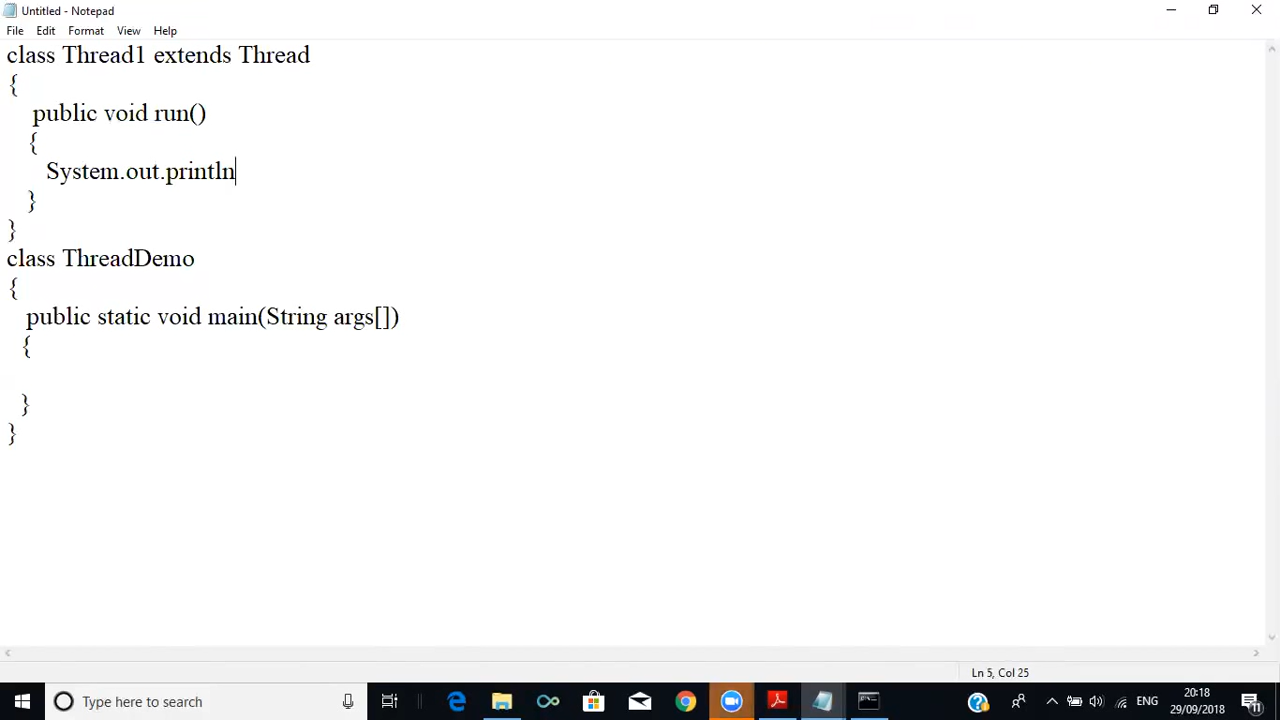 Untitled - Notepad
File Edit Format View Help
class Thread1 extends Thread
{
public void run()
{
System.out.println
}
}
class ThreadDemo
{
public static void main(String args[])
{
}
}
Ln 5, Col 25
Type here to search
ENG
20:18
29/09/2018
11